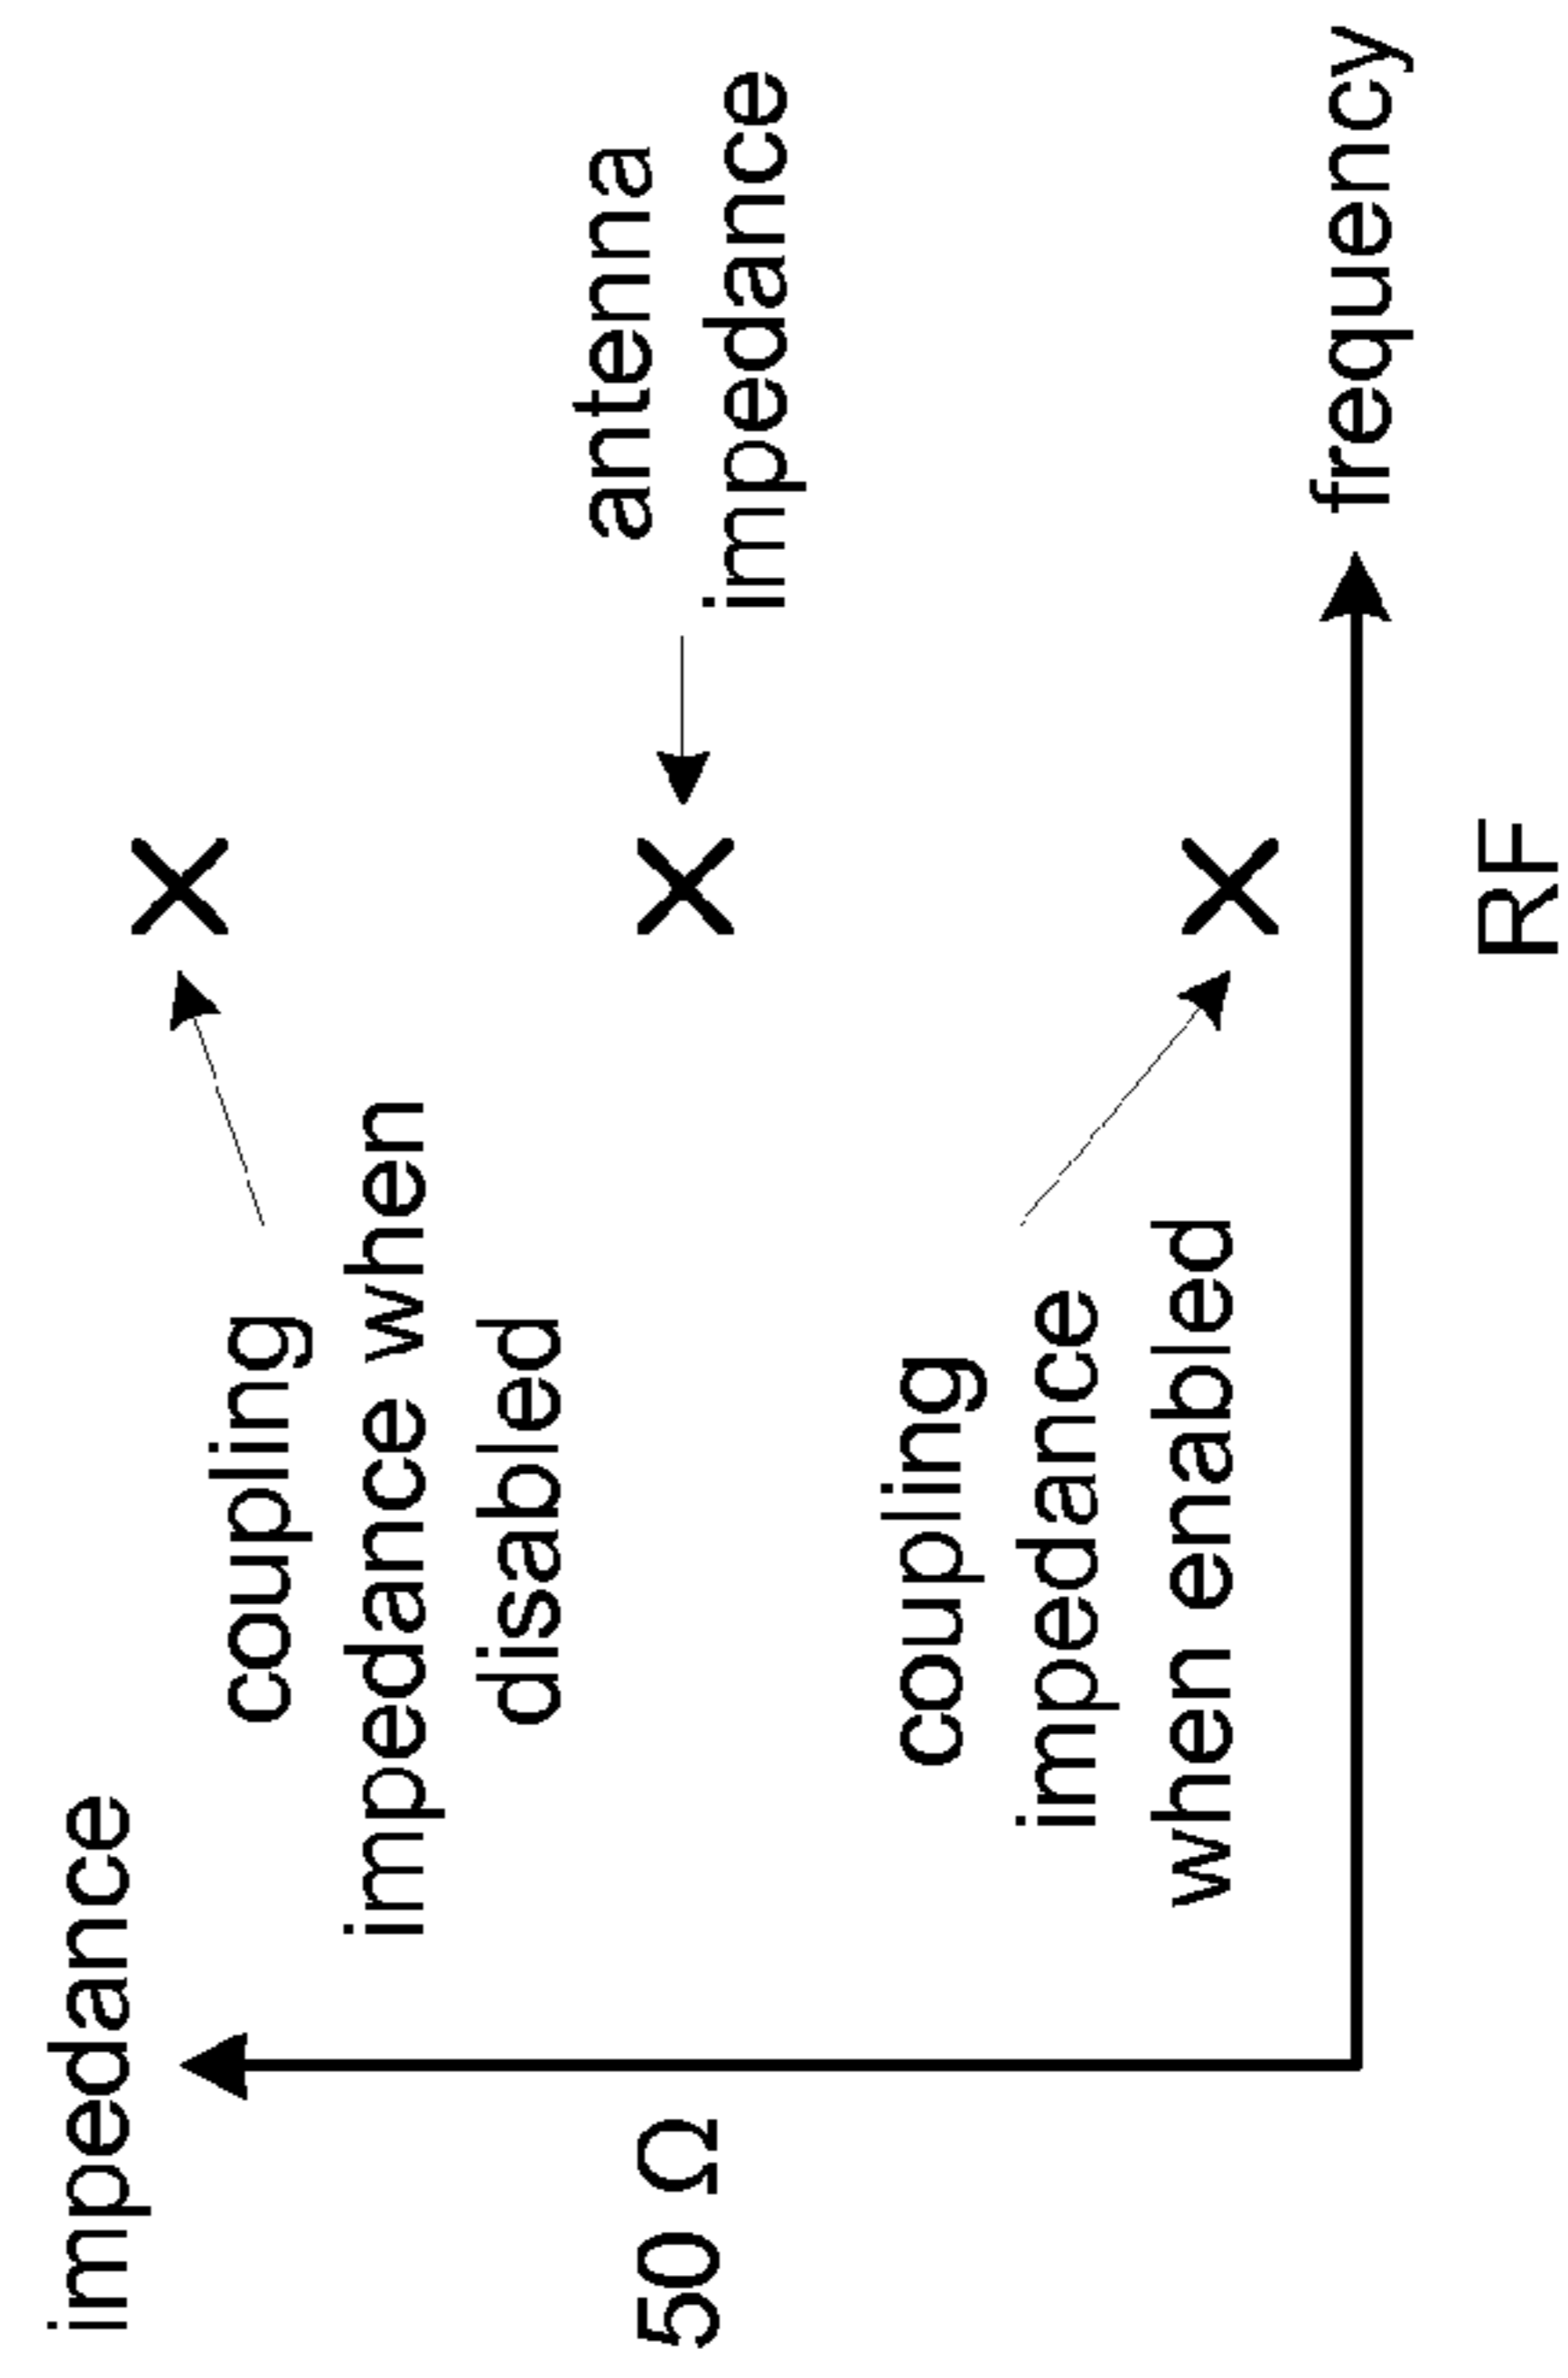 impedance
coupling
impedance when
disabled
antenna
impedance
50 Ω
coupling
impedance
when enabled
frequency
RF